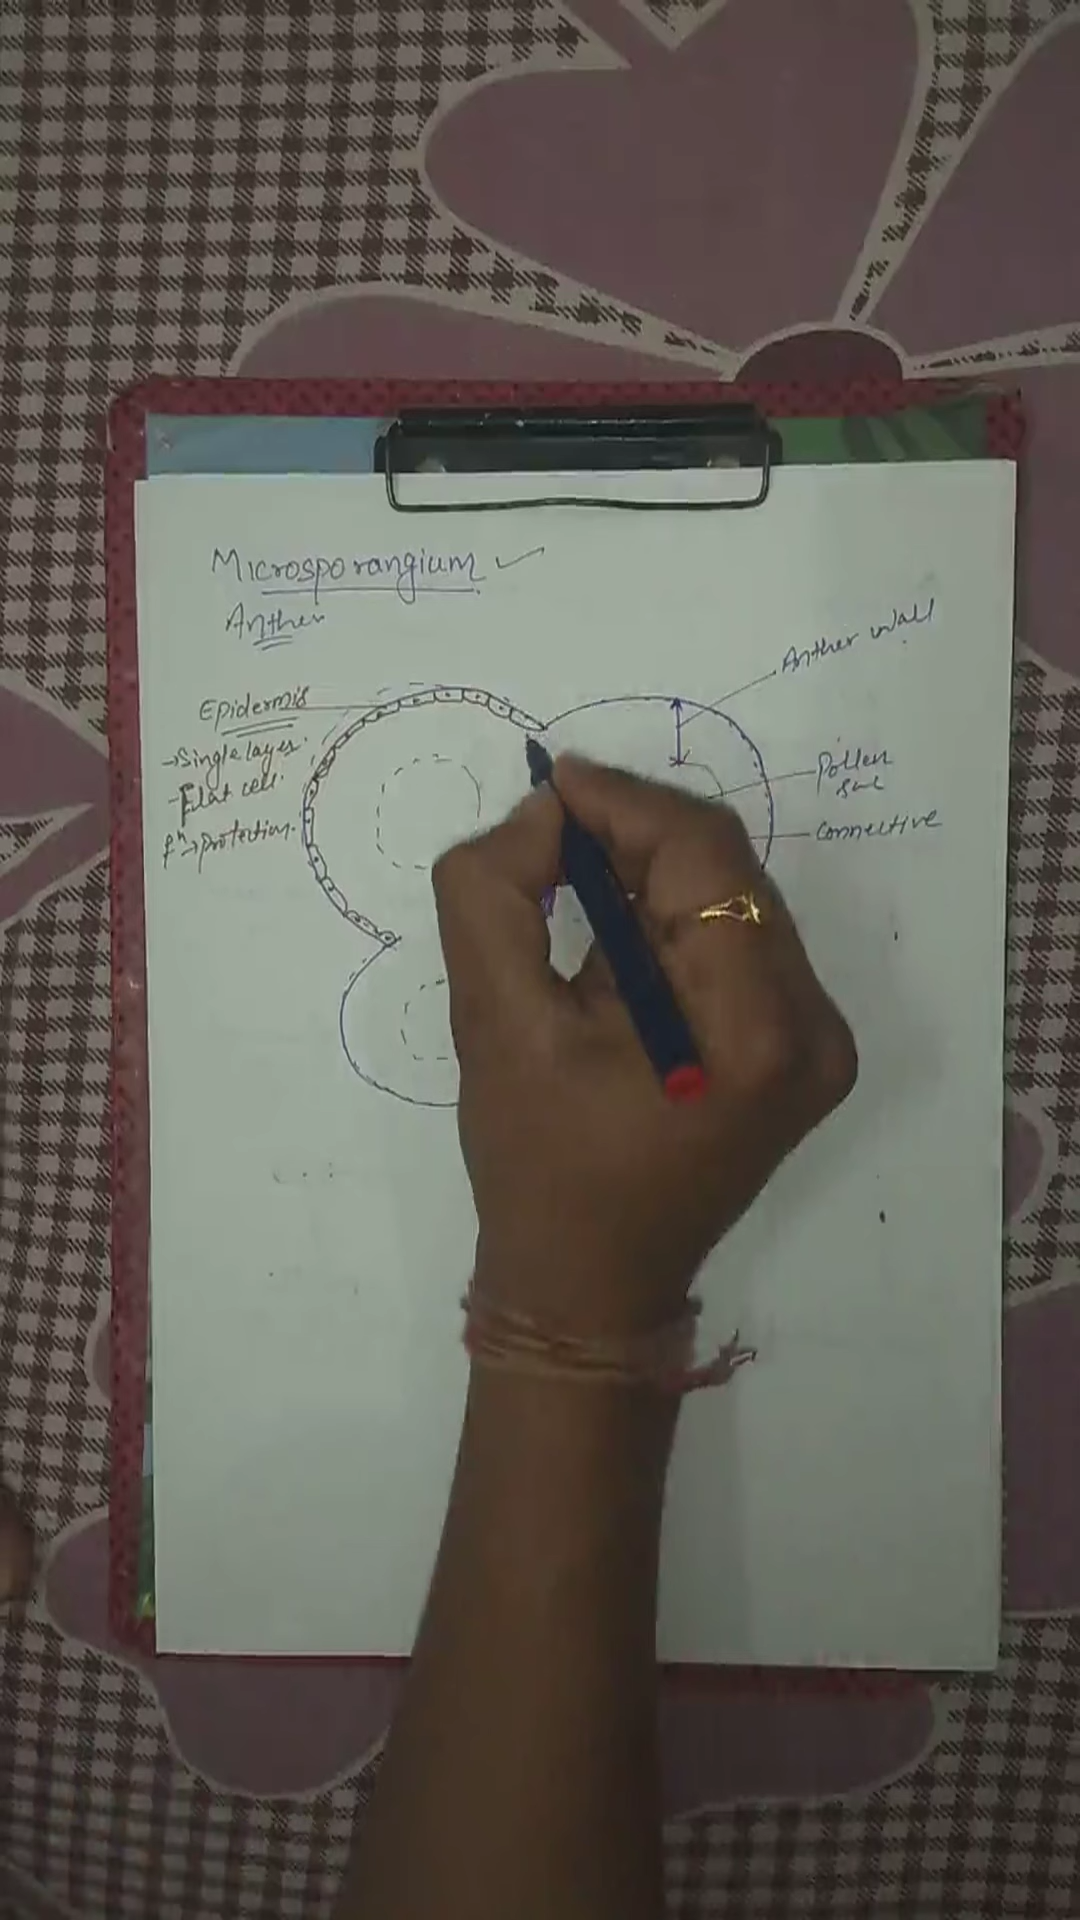 Microsporangium
Anther
Anther wall
Epidermis
→Single layer.
-Flat cell
fⁿ→protection.
Pollen
sac
Connective